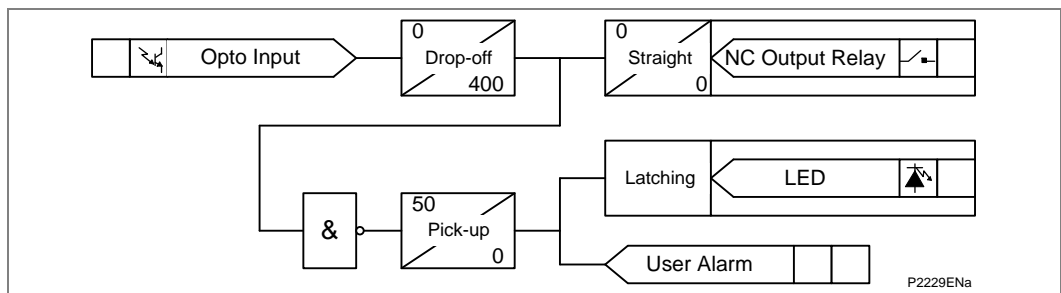 0
Opto Input
Drop-off
400
0
Straight
0
NC Output Relay
Latching
LED
&
50
Pick-up
0
User Alarm
P2229ENa